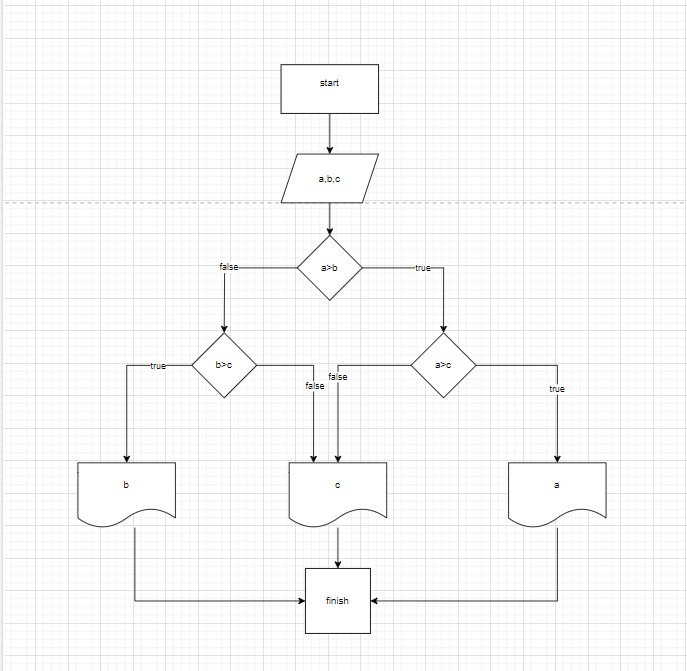 start
a,b,c
a>b
false
true
b>c
a>c
true
false
false
true
b
c
a
finish